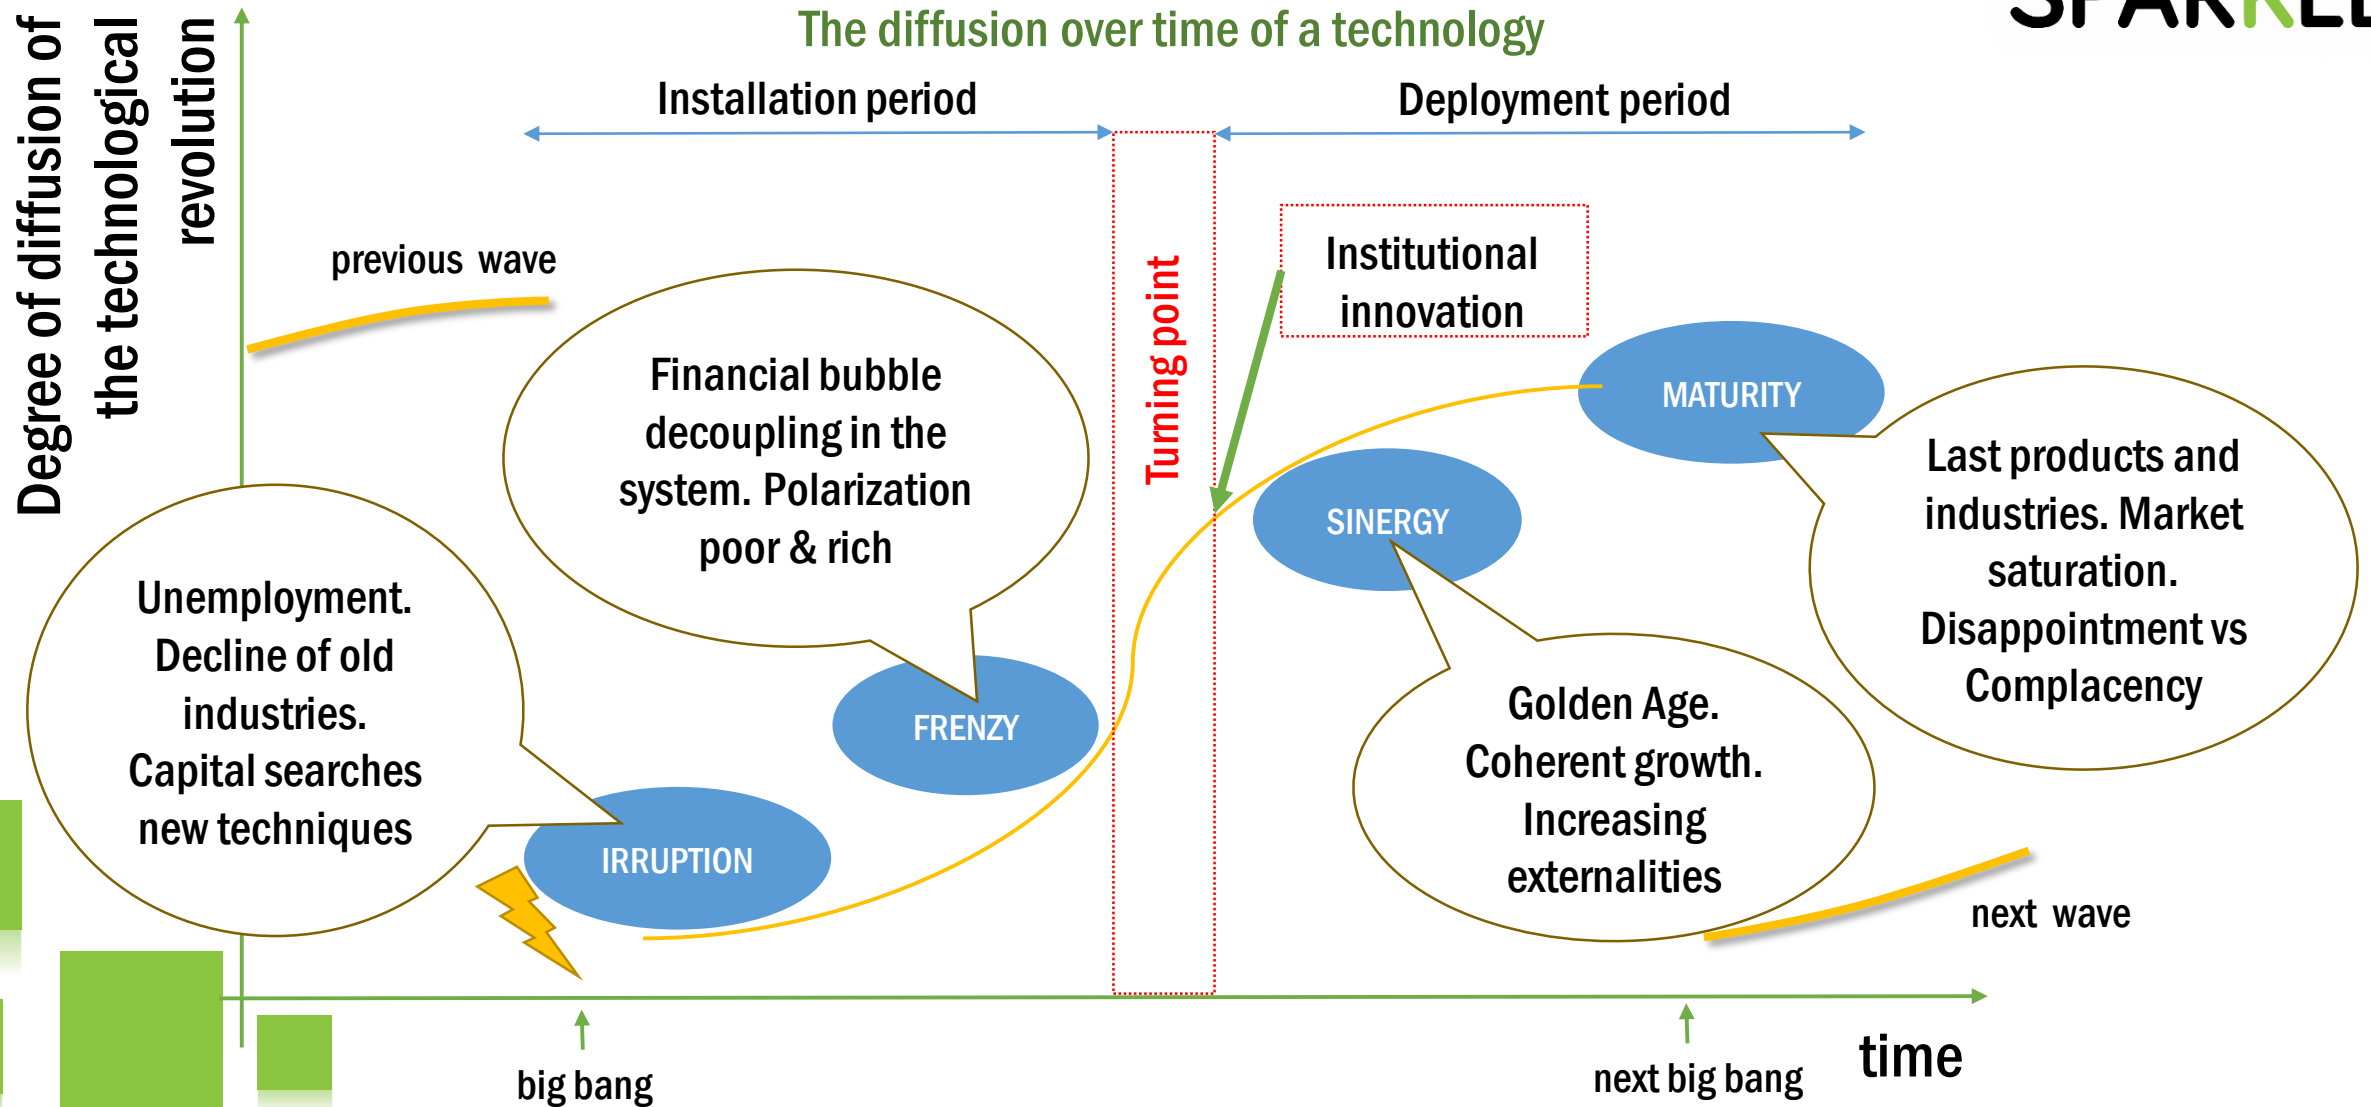 The diffusion over time of a technology
Degree of diffusion of
the technological
revolution
Installation period
Deployment period
previous wave
Turning point
Institutional
innovation
Financial bubble
decoupling in the
system. Polarization
poor & rich
MATURITY
Last products and
industries. Market
saturation.
Disappointment vs
Complacency
SINERGY
Unemployment.
Decline of old
industries.
Capital searches
new techniques
FRENZY
Golden Age.
Coherent growth.
Increasing
externalities
IRRUPTION
next wave
time
big bang
next big bang